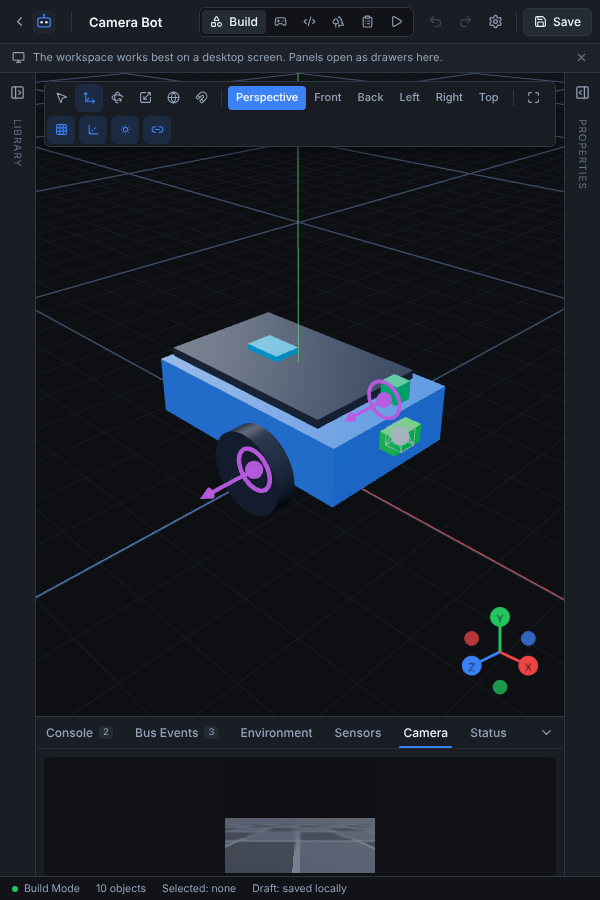 Camera Bot
Build
Save
The workspace works best on a desktop screen. Panels open as drawers here.
LIBRARY
Perspective Front Back Left Right Top
PROPERTIES
Y
Z
X
Console 2 Bus Events 3 Environment Sensors Camera Status
Build Mode 10 objects Selected: none Draft: saved locally